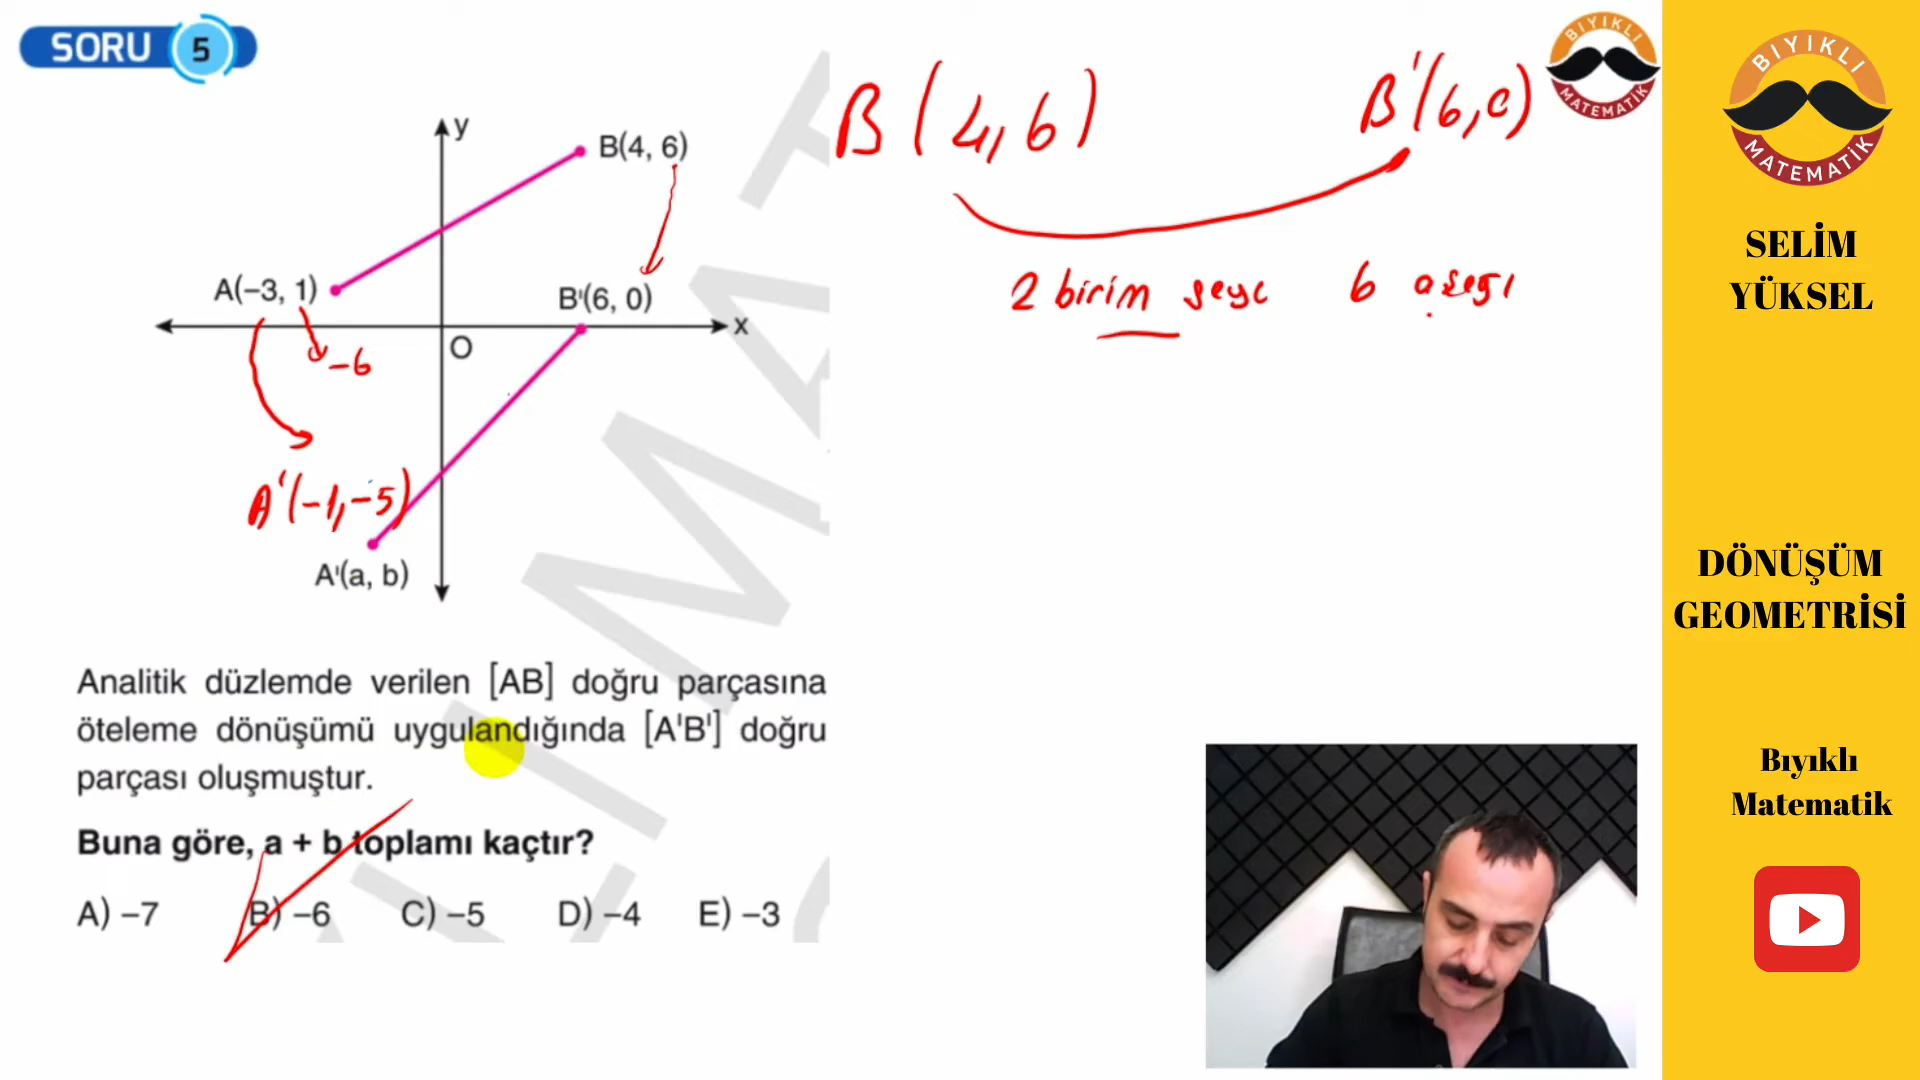 SORU 5
y
B(4, 6)
A(−3, 1)
B'(6, 0)
x
O
−6
A'(−1,−5)
A'(a, b)
B(4,6)
B'(6,0)
2 birim 6 aşağı
Analitik düzlemde verilen [AB] doğru parçasına
öteleme dönüşümü uygulandığında [A'B'] doğru
parçası oluşmuştur.
Buna göre, a + b toplamı kaçtır?
A) −7 B) −6 C) −5 D) −4 E) −3
BIYIKLI
MATEMATİK
BIYIKLI
MATEMATİK
SELİM
YÜKSEL
DÖNÜŞÜM
GEOMETRİSİ
Bıyıklı
Matematik